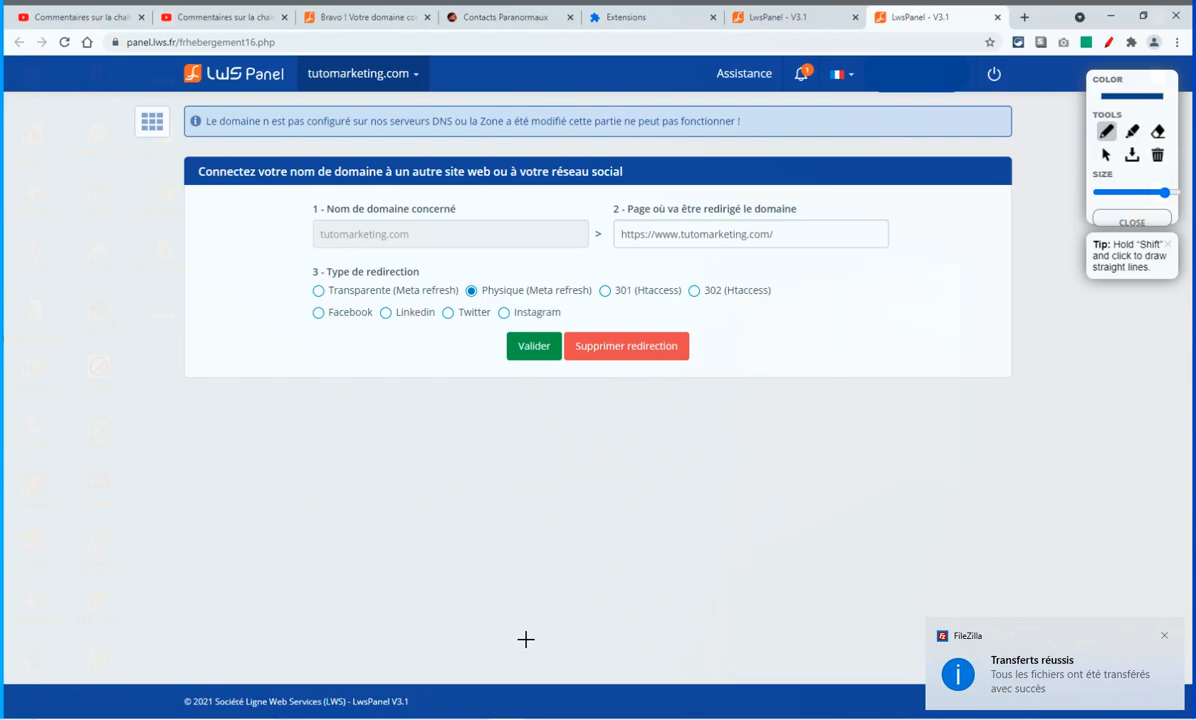 Commentaires sur la chaî
Commentaires sur la chaî
Bravo ! Votre domaine co
Contacts Paranormaux
Extensions
LwsPanel - V3.1
LwsPanel - V3.1
panel.lws.fr/frhebergement16.php
LWS Panel
tutomarketing.com
Assistance
1
COLOR
TOOLS
SIZE
CLOSE
Tip: Hold "Shift"
and click to draw
straight lines.
Le domaine n est pas configuré sur nos serveurs DNS ou la Zone a été modifié cette partie ne peut pas fonctionner !
Connectez votre nom de domaine à un autre site web ou à votre réseau social
1 - Nom de domaine concerné
2 - Page où va être redirigé le domaine
tutomarketing.com
>
https://www.tutomarketing.com/
3 - Type de redirection
Transparente (Meta refresh) Physique (Meta refresh) 301 (Htaccess) 302 (Htaccess)
Facebook Linkedin Twitter Instagram
Valider Supprimer redirection
FileZilla
Transferts réussis
Tous les fichiers ont été transférés
avec succès
© 2021 Société Ligne Web Services (LWS) - LwsPanel V3.1